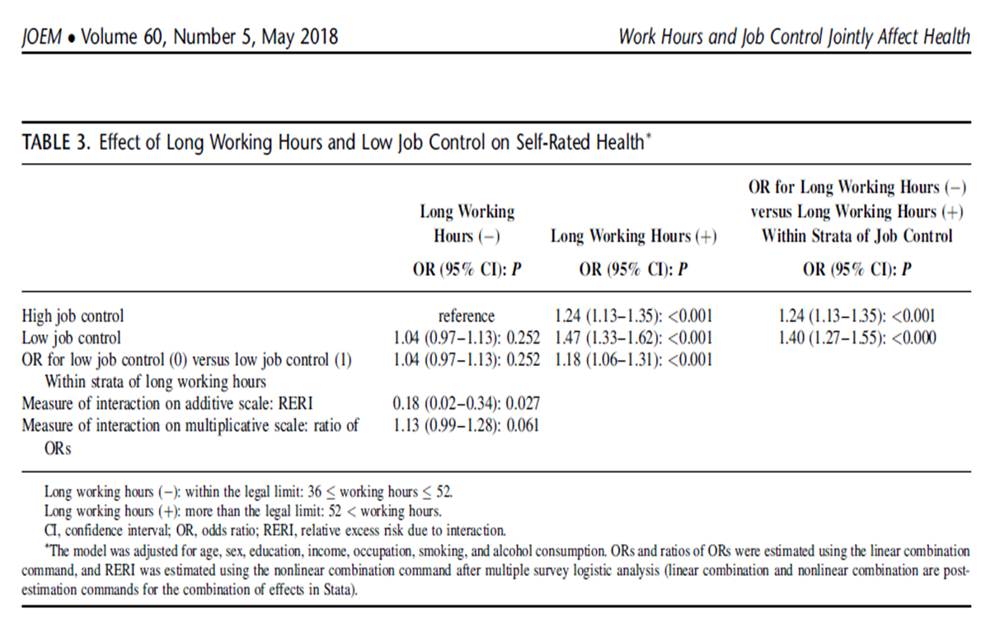 JOEM • Volume 60, Number 5, May 2018 Work Hours and Job Control Jointly Affect Health
TABLE 3. Effect of Long Working Hours and Low Job Control on Self-Rated Health*
OR for Long Working Hours (−)
Long Working versus Long Working Hours (+)
Hours (−) Long Working Hours (+) Within Strata of Job Control
OR (95% CI): P OR (95% CI): P OR (95% CI): P
High job control reference 1.24 (1.13–1.35): <0.001 1.24 (1.13–1.35): <0.001
Low job control 1.04 (0.97–1.13): 0.252 1.47 (1.33–1.62): <0.001 1.40 (1.27–1.55): <0.000
OR for low job control (0) versus low job control (1) 1.04 (0.97–1.13): 0.252 1.18 (1.06–1.31): <0.001
Within strata of long working hours
Measure of interaction on additive scale: RERI 0.18 (0.02–0.34): 0.027
Measure of interaction on multiplicative scale: ratio of 1.13 (0.99–1.28): 0.061
ORs
Long working hours (−): within the legal limit: 36 ≤ working hours ≤ 52.
Long working hours (+): more than the legal limit: 52 < working hours.
CI, confidence interval; OR, odds ratio; RERI, relative excess risk due to interaction.
*The model was adjusted for age, sex, education, income, occupation, smoking, and alcohol consumption. ORs and ratios of ORs were estimated using the linear combination
command, and RERI was estimated using the nonlinear combination command after multiple survey logistic analysis (linear combination and nonlinear combination are post-
estimation commands for the combination of effects in Stata).